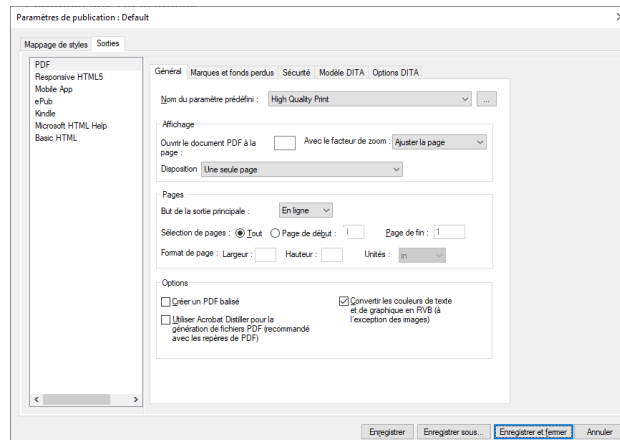 Paramètres de publication : Default
Mappage de styles Sorties
PDF
Responsive HTML5
Mobile App
ePub
Kindle
Microsoft HTML Help
Basic HTML
Général Marques et fonds perdus Sécurité Modèle DITA Options DITA
Nom du paramètre prédéfini : High Quality Print ...
Affichage
Ouvrir le document PDF à la page :
Avec le facteur de zoom : Ajuster la page
Disposition Une seule page
Pages
But de la sortie principale : En ligne
Sélection de pages : Tout Page de début : Page de fin : 1
Format de page : Largeur : Hauteur : Unités : in
Options
Créer un PDF balisé
Utiliser Acrobat Distiller pour la
génération de fichiers PDF (recommandé
avec les repères de PDF)
Convertir les couleurs de texte
et de graphique en RVB (à
l'exception des images)
Enregistrer Enregistrer sous... Enregistrer et fermer Annuler